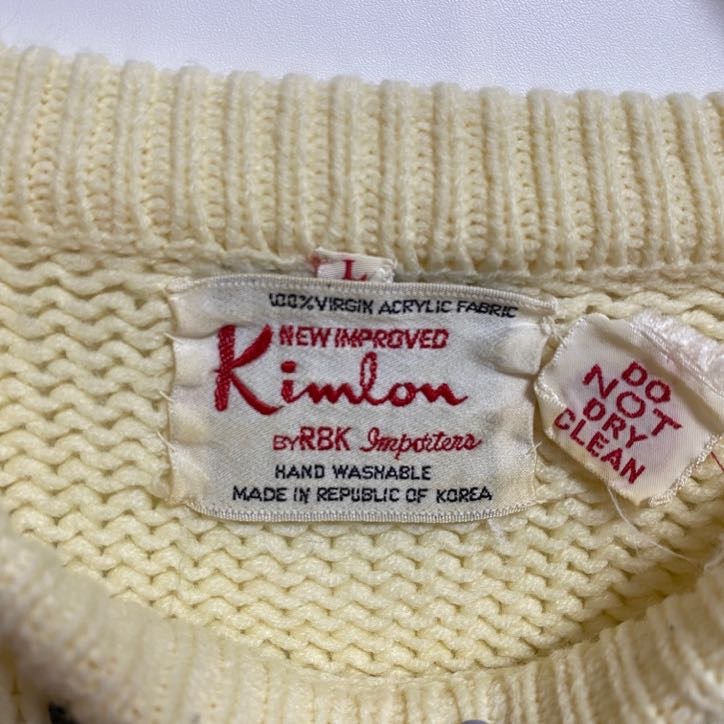 L
100% VIRGIN ACRYLIC FABRIC
NEW IMPROVED
Kimlon
BY RBK Importers
HAND WASHABLE
MADE IN REPUBLIC OF KOREA
DO
NOT
DRY
CLEAN